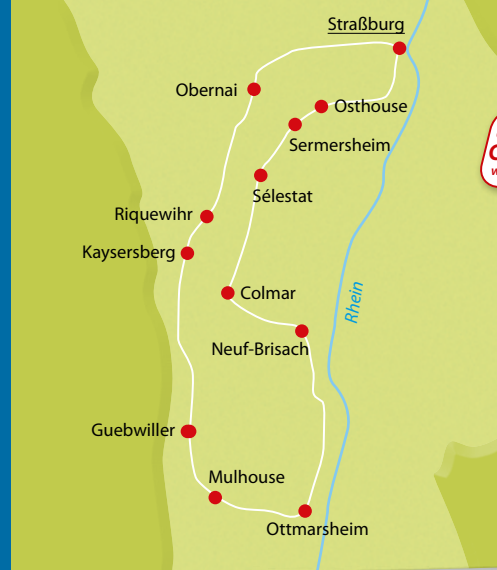 Straßburg
Obernai
Osthouse
Sermersheim
Sélestat
Riquewihr
Kaysersberg
Colmar
Rhein
Neuf-Brisach
Guebwiller
Mulhouse
Ottmarsheim